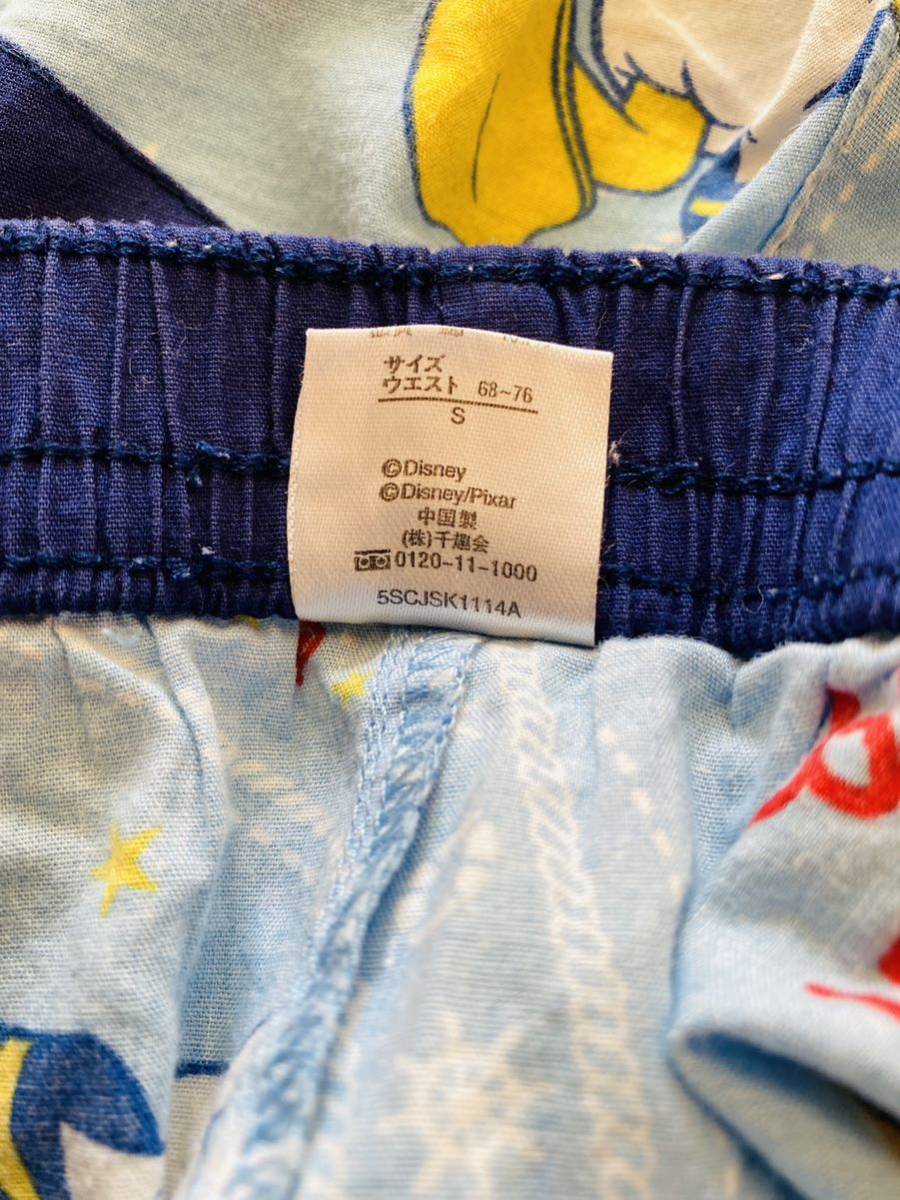 サイズ
ウエスト 68~76
S
©Disney
©Disney/Pixar
中国製
(株)千趣会
0120-11-1000
5SCJSK1114A